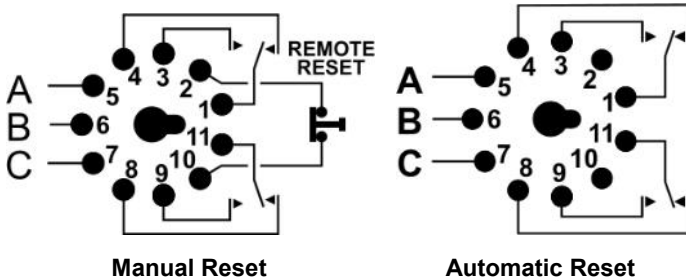 4 3 2 REMOTE
RESET
A 5 1
B 6
C 7 11
8 9 10
Manual Reset
4 3 2
A 5 1
B 6
C 7 11
8 9 10
Automatic Reset